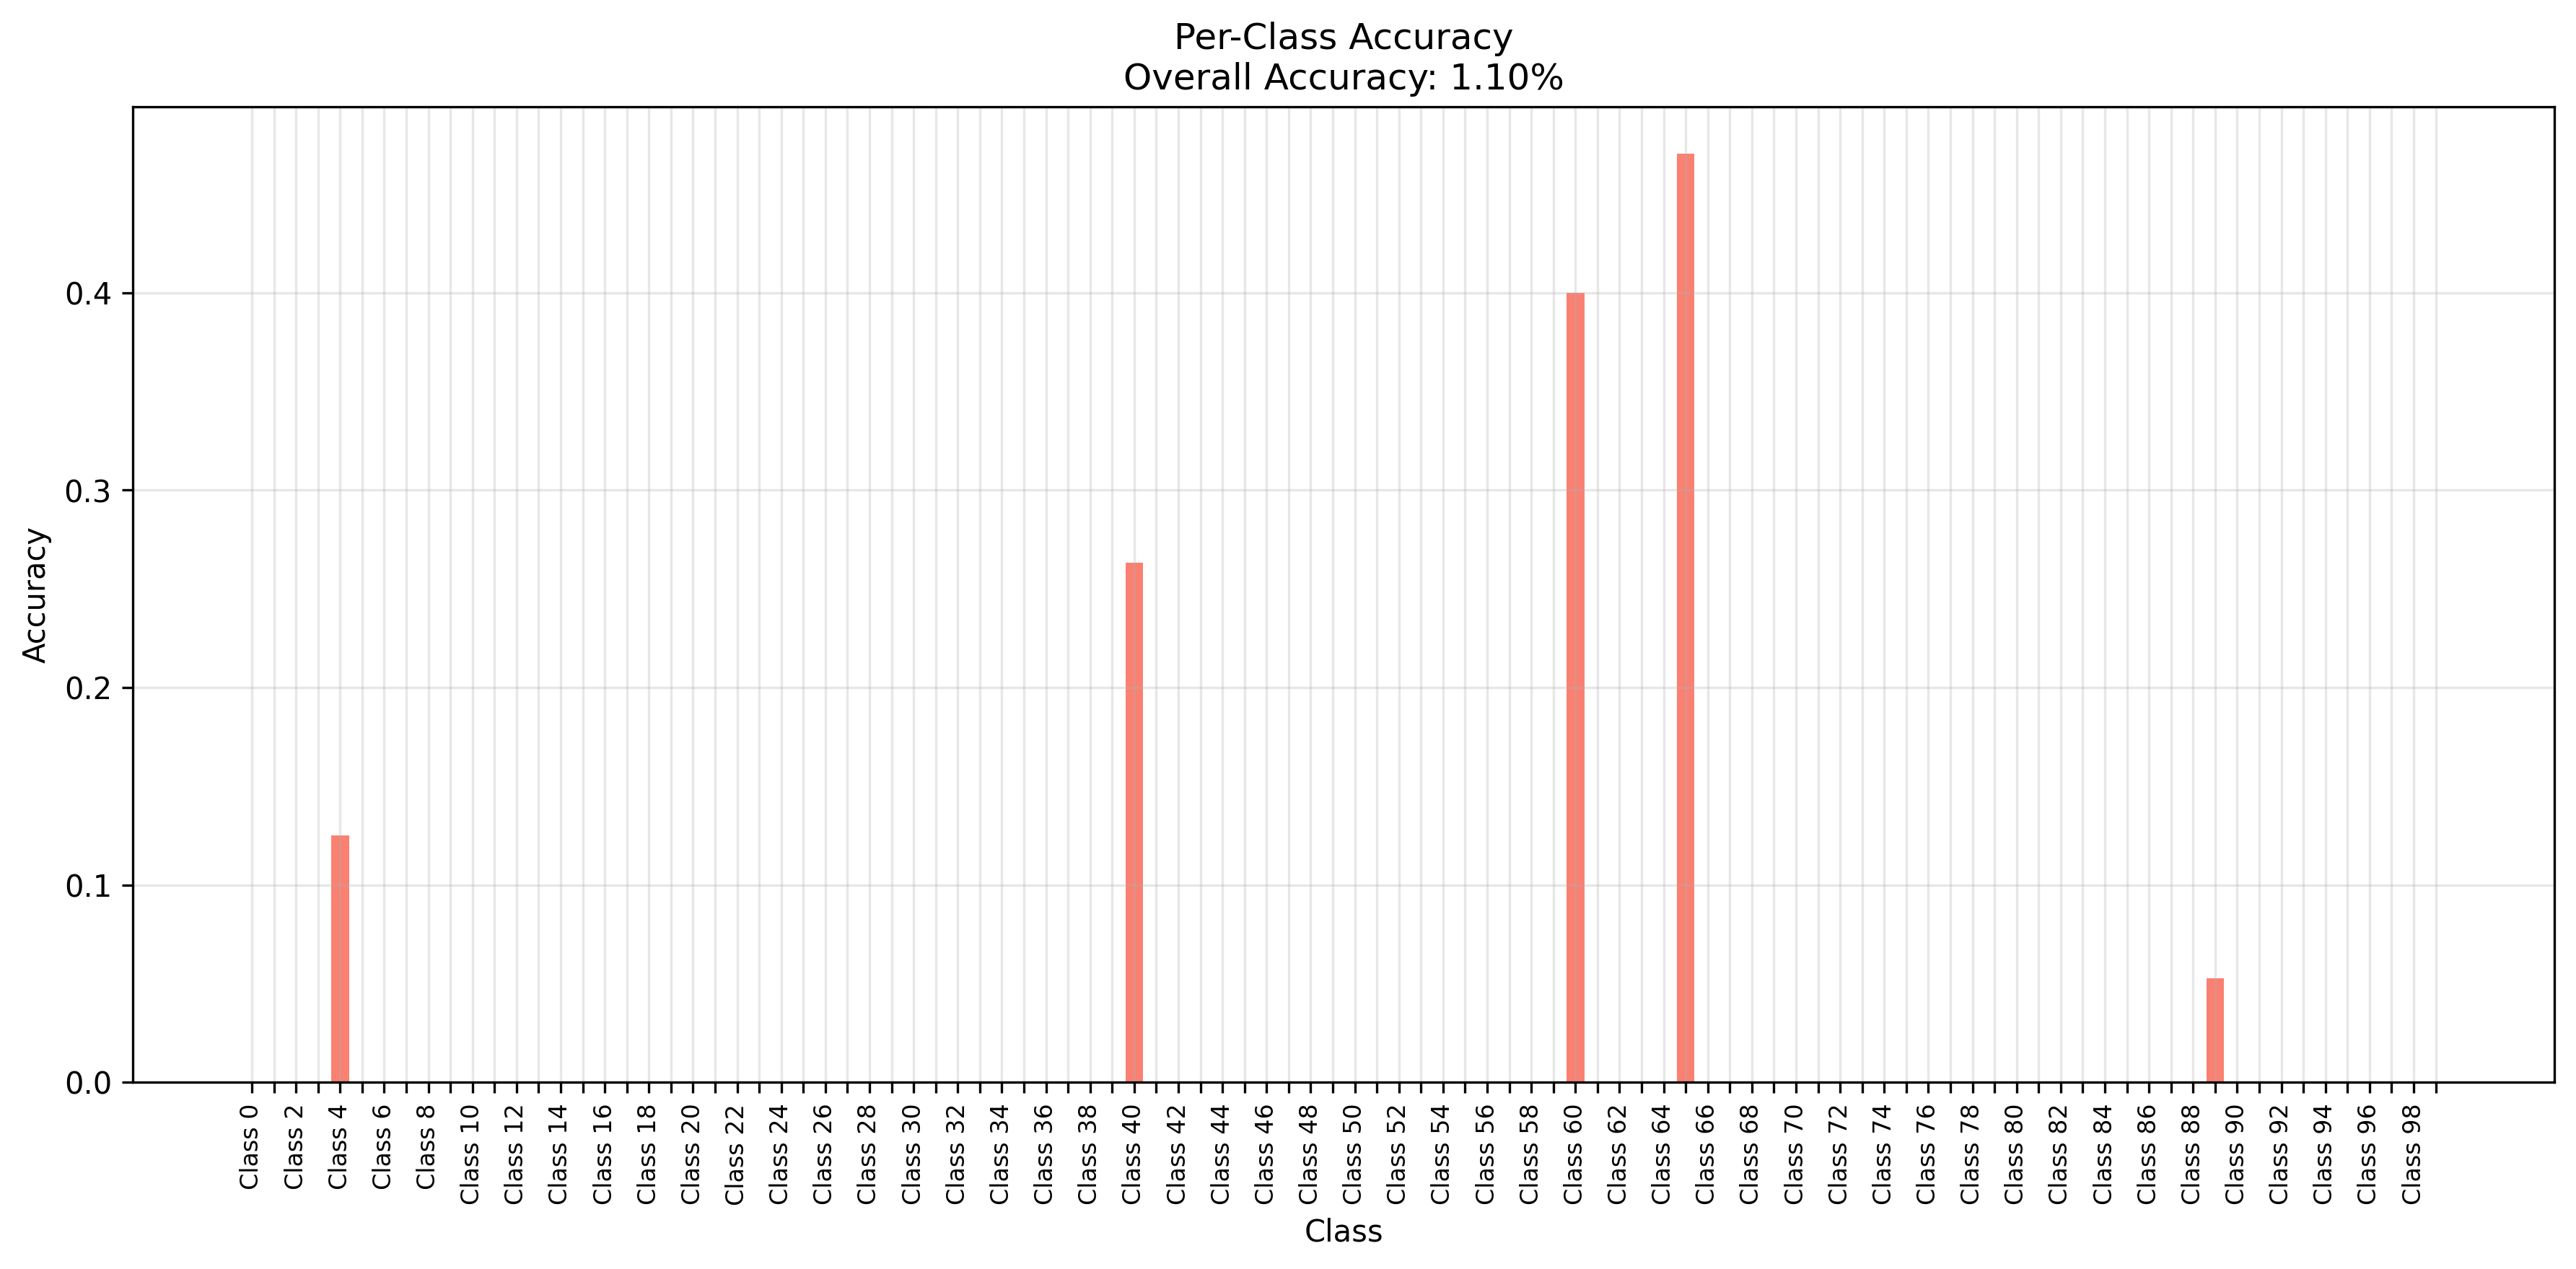 Per-Class Accuracy
Overall Accuracy: 1.10%
Accuracy
0.4
0.3
0.2
0.1
0.0
Class 0
Class 2
Class 4
Class 6
Class 8
Class 10
Class 12
Class 14
Class 16
Class 18
Class 20
Class 22
Class 24
Class 26
Class 28
Class 30
Class 32
Class 34
Class 36
Class 38
Class 40
Class 42
Class 44
Class 46
Class 48
Class 50
Class 52
Class 54
Class 56
Class 58
Class 60
Class 62
Class 64
Class 66
Class 68
Class 70
Class 72
Class 74
Class 76
Class 78
Class 80
Class 82
Class 84
Class 86
Class 88
Class 90
Class 92
Class 94
Class 96
Class 98
Class